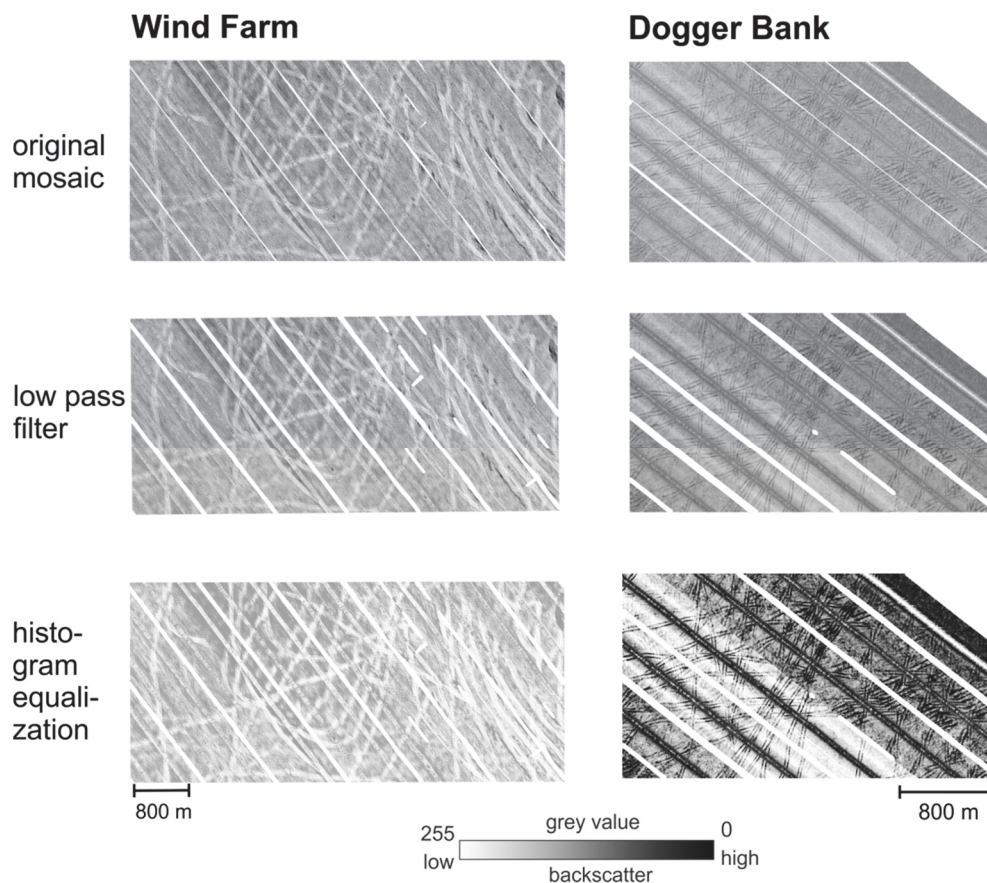 Wind Farm
Dogger Bank
original
mosaic
low pass
filter
histo-
gram
equali-
zation
800 m
800 m
255
grey value
0
low
high
backscatter